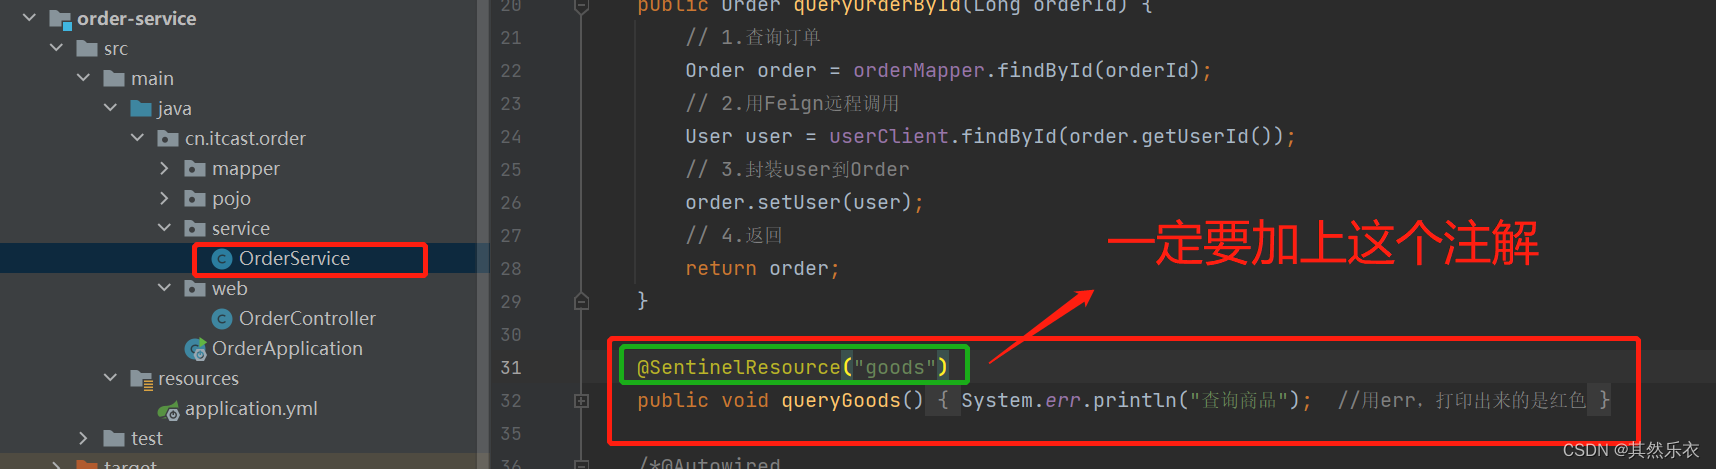 order-service
src
main
java
cn.itcast.order
mapper
pojo
service
OrderService
web
OrderController
OrderApplication
resources
application.yml
test
target
20 public Order queryOrderById(Long orderId) {
21 // 1.查询订单
22 Order order = orderMapper.findById(orderId);
23 // 2.用Feign远程调用
24 User user = userClient.findById(order.getUserId());
25 // 3.封装user到Order
26 order.setUser(user);
27 // 4.返回
28 return order;
29 }
30
31 @SentinelResource("goods")
32 public void queryGoods() { System.err.println("查询商品"); //用err，打印出来的是红色 }
35
36 /*@Autowired
一定要加上这个注解
CSDN @其然乐衣